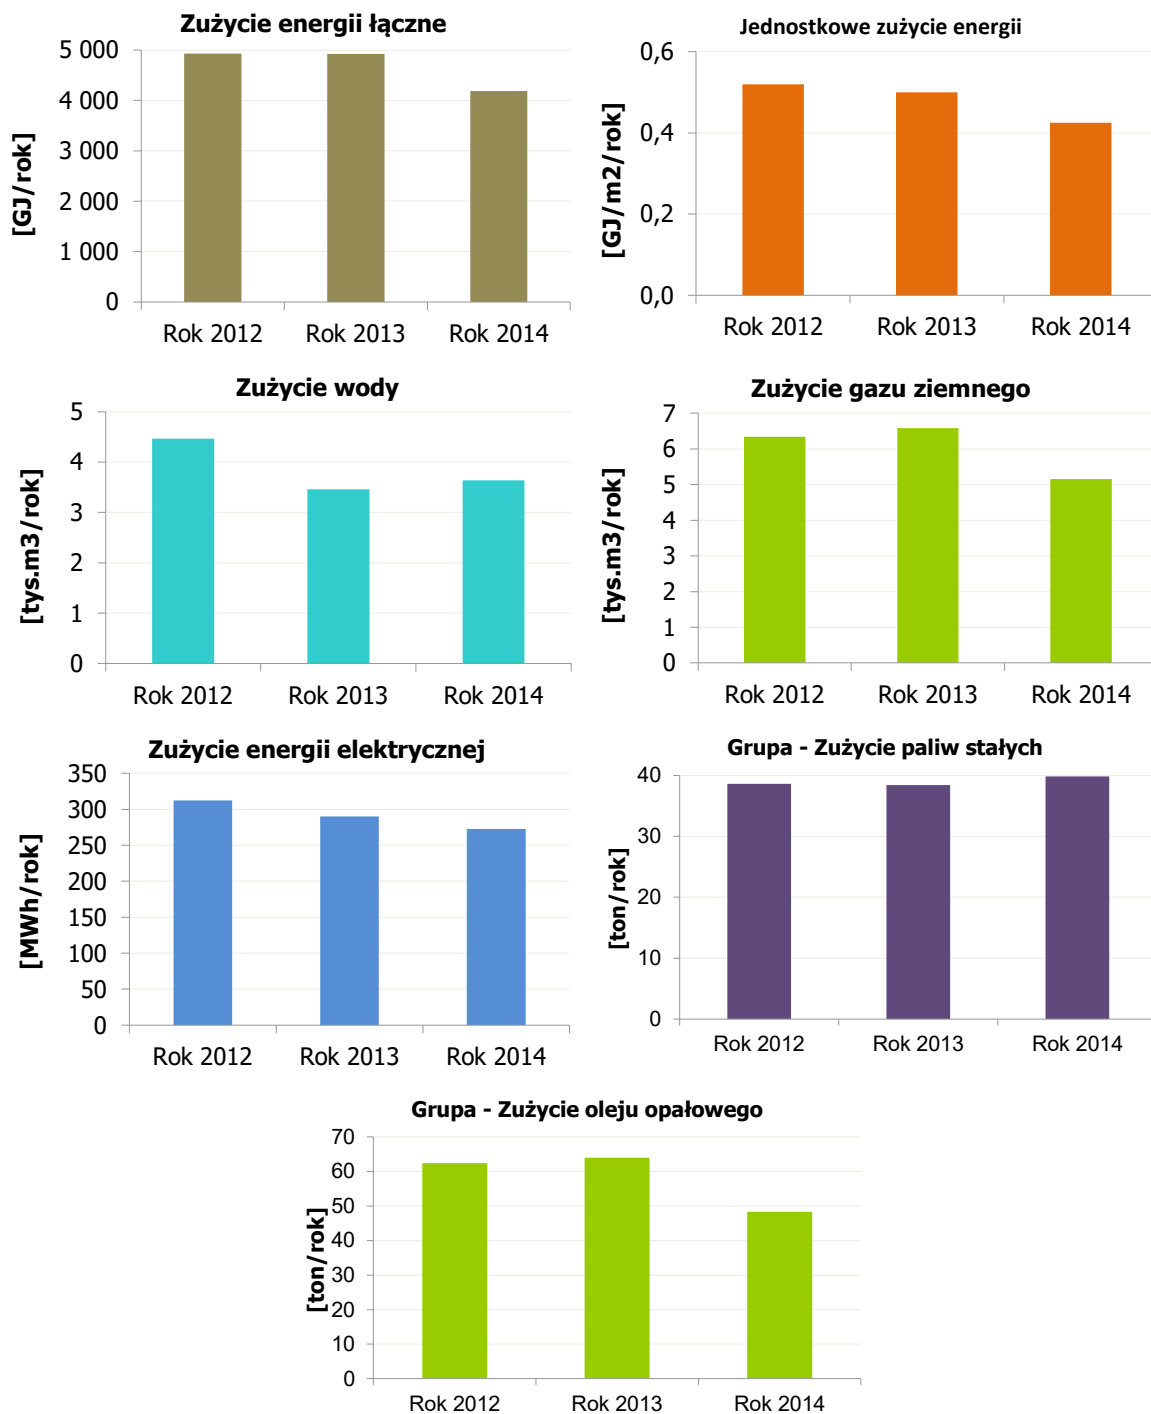 Zużycie energii łączne
[GJ/rok]
5 000
4 000
3 000
2 000
1 000
0
Rok 2012 Rok 2013 Rok 2014
Jednostkowe zużycie energii
[GJ/m2/rok]
0,6
0,4
0,2
0,0
Rok 2012 Rok 2013 Rok 2014
Zużycie wody
[tys.m3/rok]
5
4
3
2
1
0
Rok 2012 Rok 2013 Rok 2014
Zużycie gazu ziemnego
[tys.m3/rok]
7
6
5
4
3
2
1
0
Rok 2012 Rok 2013 Rok 2014
Zużycie energii elektrycznej
[MWh/rok]
350
300
250
200
150
100
50
0
Rok 2012 Rok 2013 Rok 2014
Grupa - Zużycie paliw stałych
[ton/rok]
40
30
20
10
0
Rok 2012 Rok 2013 Rok 2014
Grupa - Zużycie oleju opałowego
[ton/rok]
70
60
50
40
30
20
10
0
Rok 2012 Rok 2013 Rok 2014